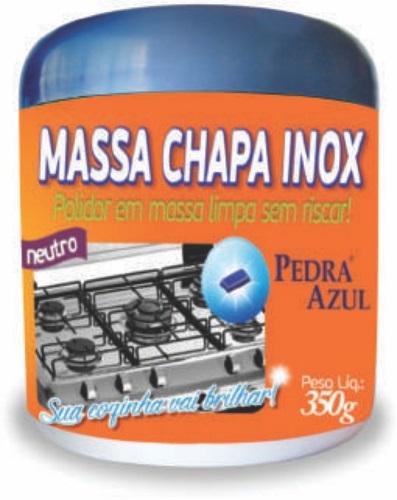 MASSA CHAPA INOX
Polidor em massa limpa sem riscar!
neutro
PEDRA
AZUL
Sua cozinha vai brilhar!
Peso Líq.:
350g